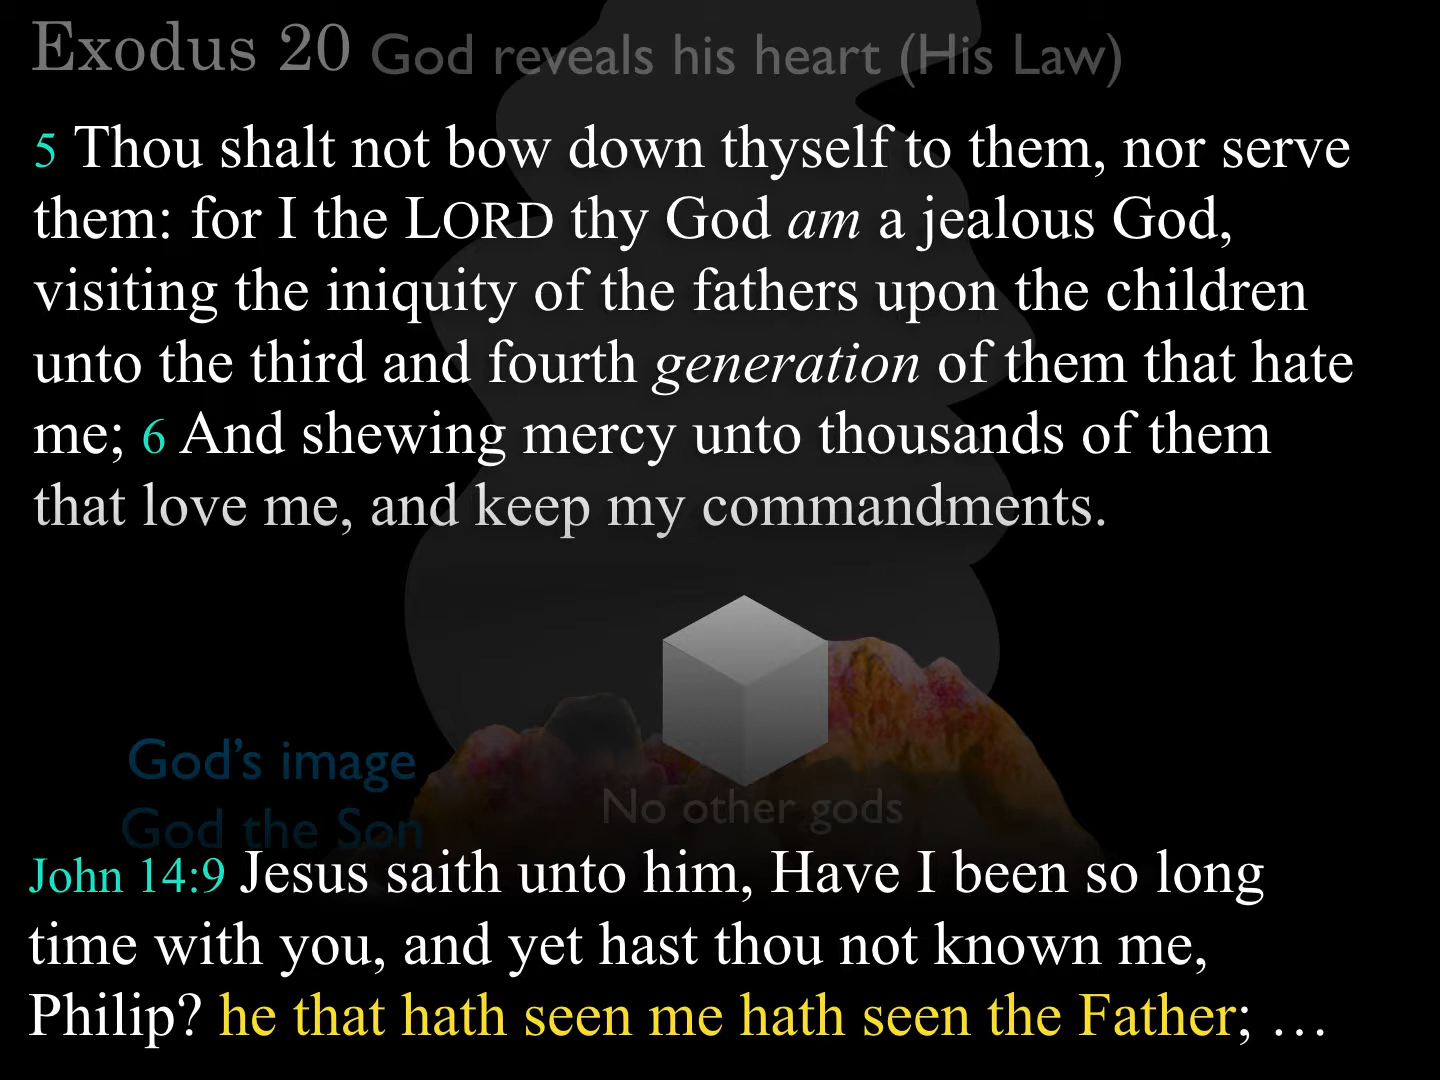 Exodus 20 God reveals his heart (His Law)
5 Thou shalt not bow down thyself to them, nor serve
them: for I the LORD thy God am a jealous God,
visiting the iniquity of the fathers upon the children
unto the third and fourth generation of them that hate
me; 6 And shewing mercy unto thousands of them
that love me, and keep my commandments.
God’s image
God the Son
No other gods
John 14:9 Jesus saith unto him, Have I been so long
time with you, and yet hast thou not known me,
Philip? he that hath seen me hath seen the Father; …